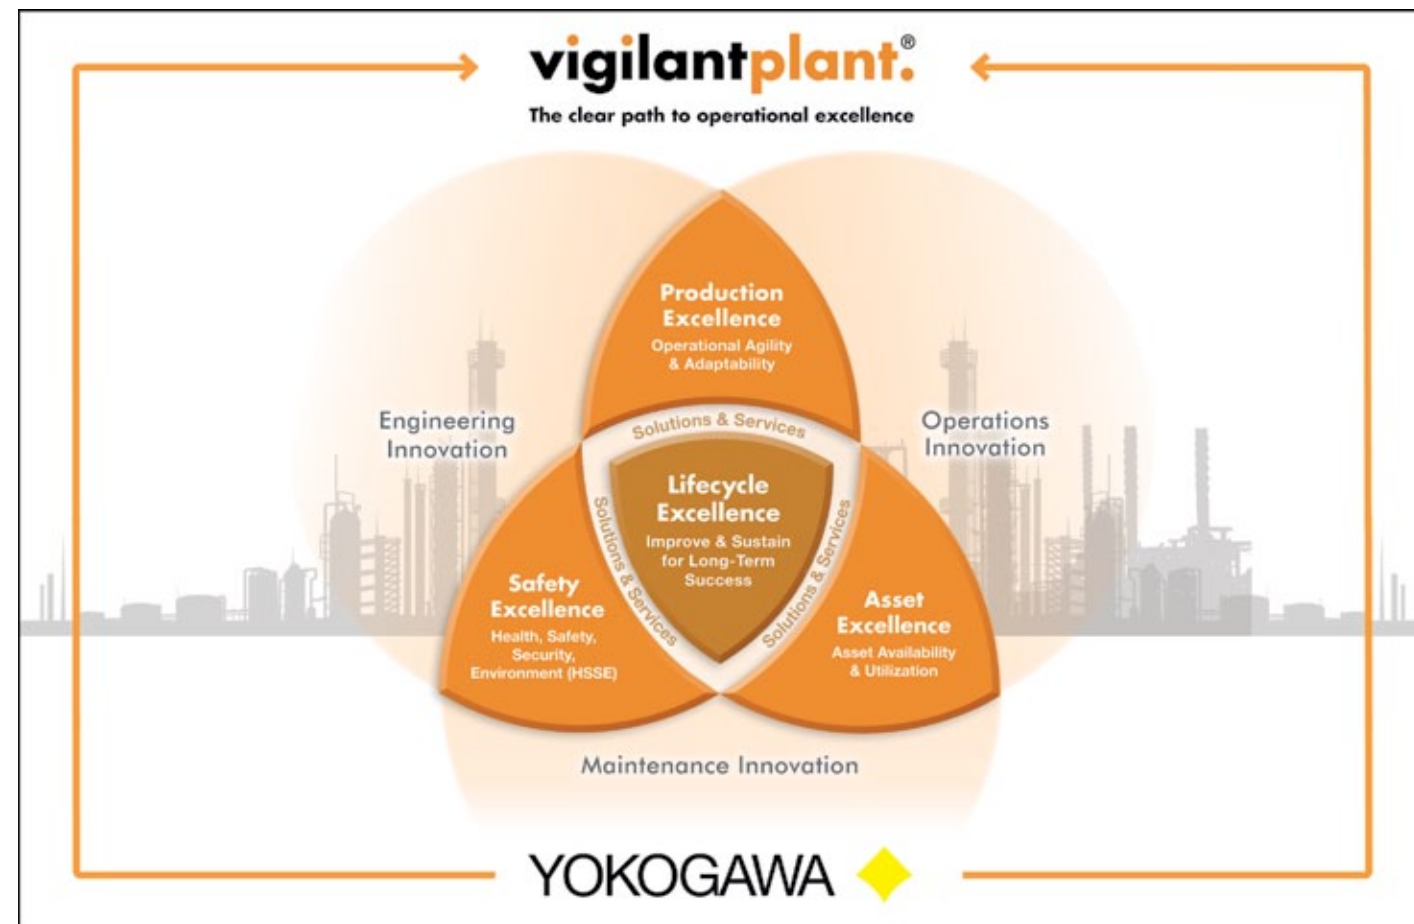 vigilantplant.®
The clear path to operational excellence
Production
Excellence
Operational Agility
& Adaptability
Engineering
Innovation
Operations
Innovation
Solutions & Services
Lifecycle
Excellence
Improve & Sustain
for Long-Term
Success
Solutions & Services
Solutions & Services
Safety
Excellence
Health, Safety,
Security,
Environment (HSSE)
Asset
Excellence
Asset Availability
& Utilization
Maintenance Innovation
YOKOGAWA